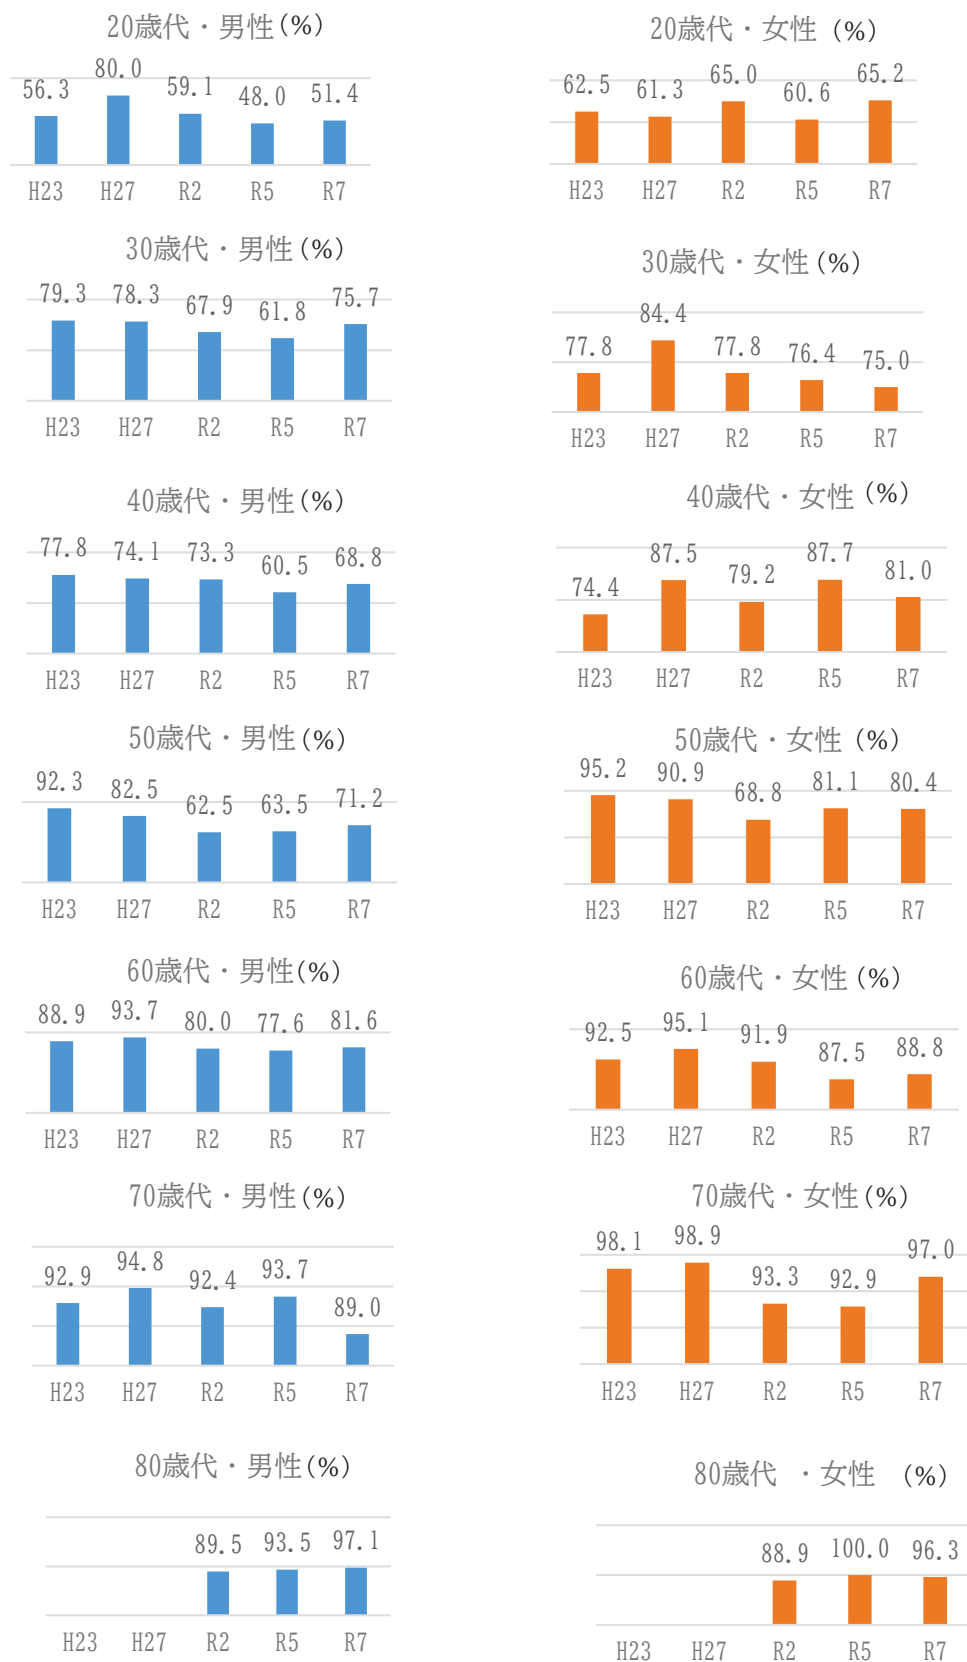 20歳代・男性(%)
56.3 80.0 59.1 48.0 51.4
H23 H27 R2 R5 R7
20歳代・女性 (%)
62.5 61.3 65.0 60.6 65.2
H23 H27 R2 R5 R7
30歳代・男性(%)
79.3 78.3 67.9 61.8 75.7
H23 H27 R2 R5 R7
30歳代・女性(%)
77.8 84.4 77.8 76.4 75.0
H23 H27 R2 R5 R7
40歳代・男性(%)
77.8 74.1 73.3 60.5 68.8
H23 H27 R2 R5 R7
40歳代・女性(%)
74.4 87.5 79.2 87.7 81.0
H23 H27 R2 R5 R7
50歳代・男性(%)
92.3 82.5 62.5 63.5 71.2
H23 H27 R2 R5 R7
50歳代・女性 (%)
95.2 90.9 68.8 81.1 80.4
H23 H27 R2 R5 R7
60歳代・男性(%)
88.9 93.7 80.0 77.6 81.6
H23 H27 R2 R5 R7
60歳代・女性(%)
92.5 95.1 91.9 87.5 88.8
H23 H27 R2 R5 R7
70歳代・男性(%)
92.9 94.8 92.4 93.7 89.0
H23 H27 R2 R5 R7
70歳代・女性(%)
98.1 98.9 93.3 92.9 97.0
H23 H27 R2 R5 R7
80歳代・男性(%)
89.5 93.5 97.1
H23 H27 R2 R5 R7
80歳代 ・女性 (%)
88.9 100.0 96.3
H23 H27 R2 R5 R7